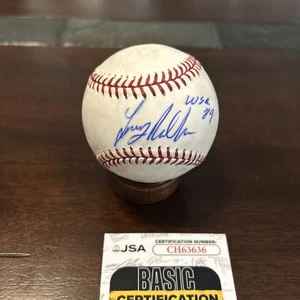 WSC
89
JSA
CERTIFICATION NUMBER
CH63636
BASIC
CERTIFICATION